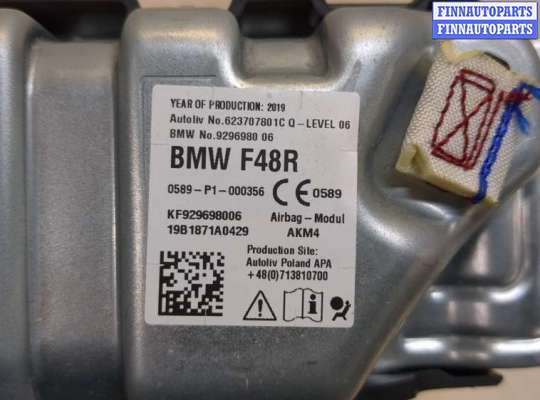 FINNAUTOPARTS
FINNAUTOPARTS
YEAR OF PRODUCTION: 2019
Autoliv No.623707801C Q-LEVEL 06
BMW No.9296980 06
BMW F48R
0589-P1-000356 CE 0589
KF929698006 Airbag-Modul
19B1871A0429 AKM4
Production Site:
Autoliv Poland APA
+48(0)713810700